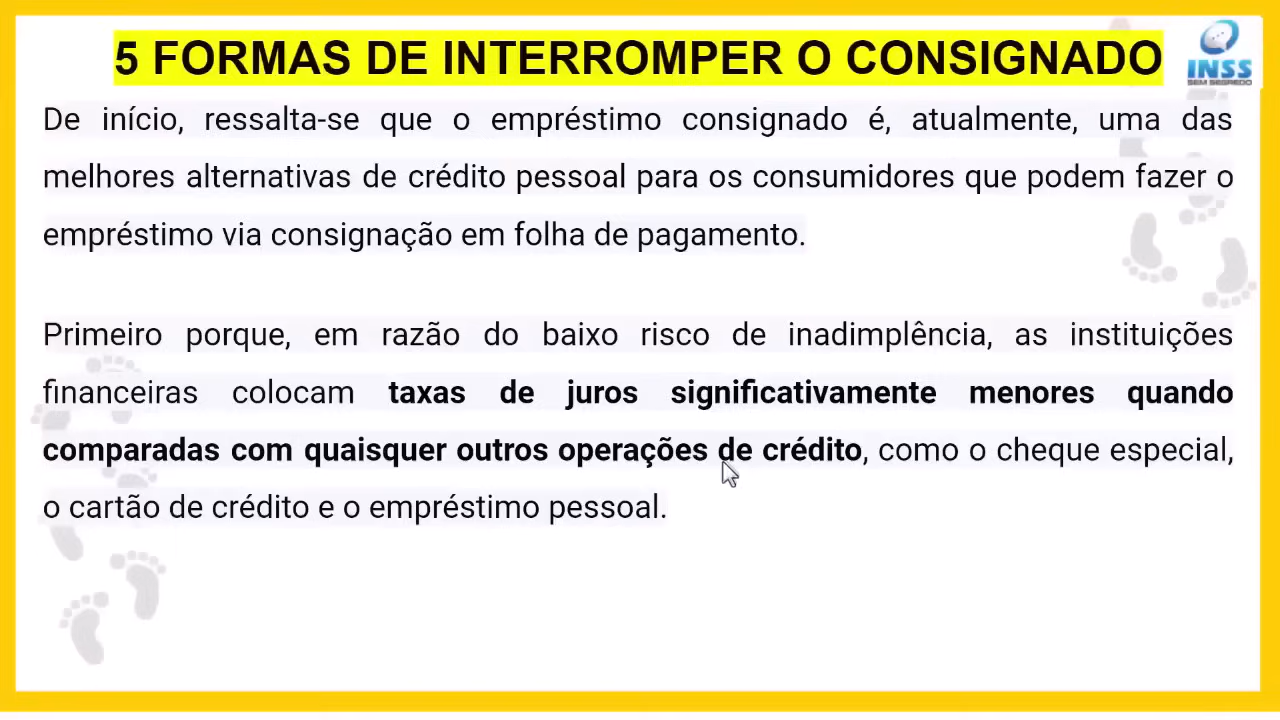 5 FORMAS DE INTERROMPER O CONSIGNADO
INSS
SEM SEGREDO
De início, ressalta-se que o empréstimo consignado é, atualmente, uma das
melhores alternativas de crédito pessoal para os consumidores que podem fazer o
empréstimo via consignação em folha de pagamento.
Primeiro porque, em razão do baixo risco de inadimplência, as instituições
financeiras colocam taxas de juros significativamente menores quando
comparadas com quaisquer outros operações de crédito, como o cheque especial,
o cartão de crédito e o empréstimo pessoal.